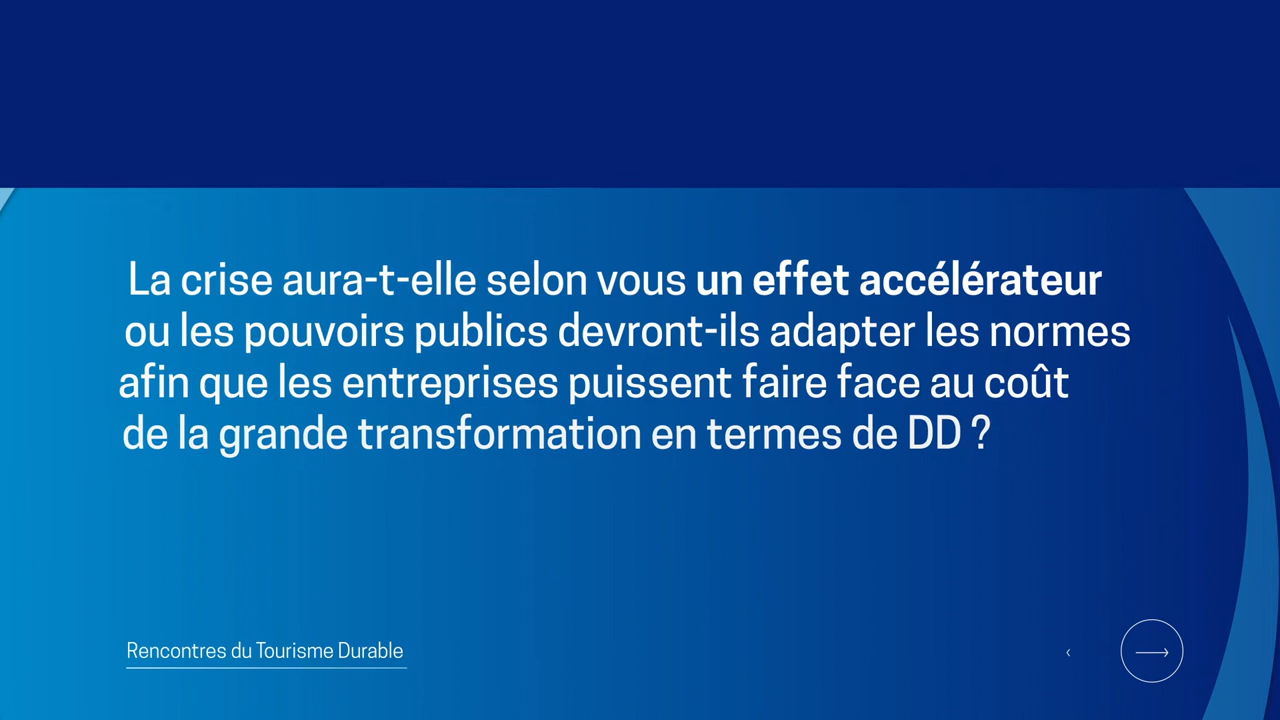 La crise aura-t-elle selon vous un effet accélérateur
ou les pouvoirs publics devront-ils adapter les normes
afin que les entreprises puissent faire face au coût
de la grande transformation en termes de DD ?
Rencontres du Tourisme Durable